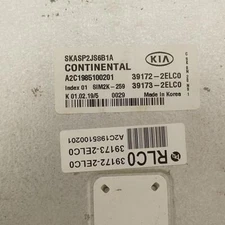 SKASP2JS6B1A
CONTINENTAL
KIA
A2C1985100201 39172-2ELC0
Index 01 SIM2K-259 39173-2ELC0
K 01.02.19/5 0029 Made in Korea
RLC0
A2C1985100201
39173-2ELC0
39172-2ELC0